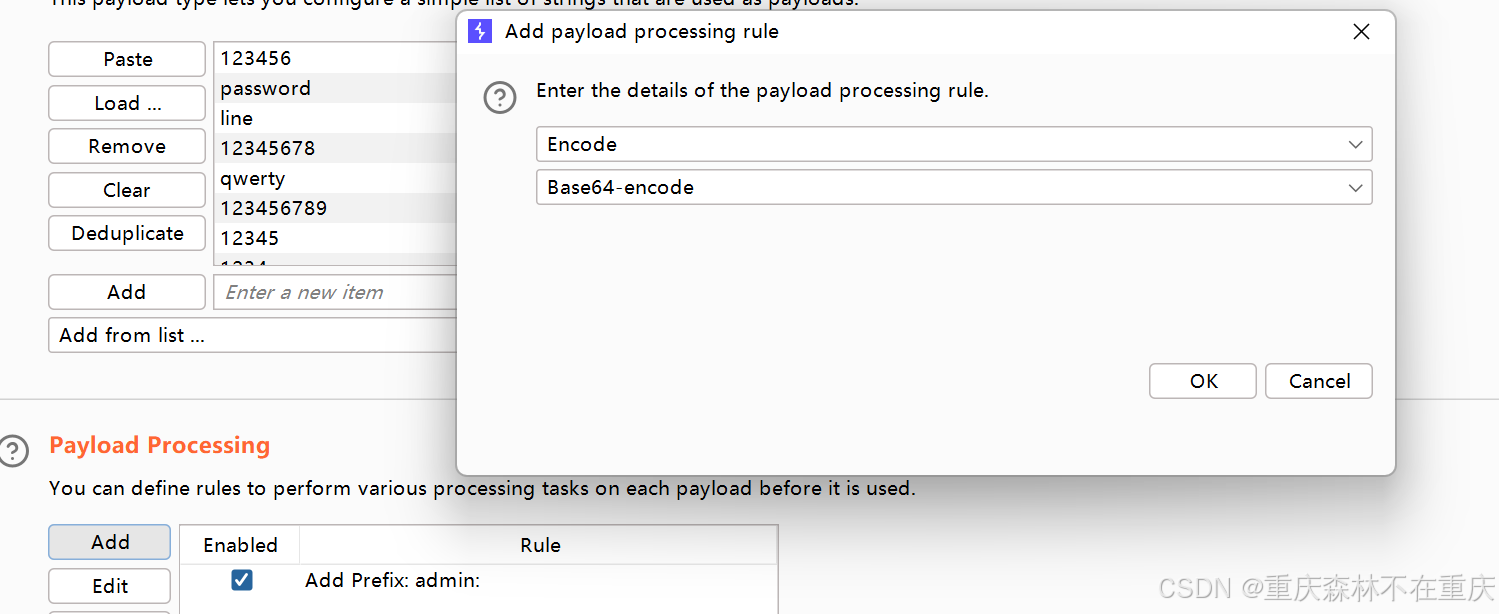 This payload type lets you configure a simple list of strings that are used as payloads.
Add payload processing rule
Enter the details of the payload processing rule.
Encode
Base64-encode
OK
Cancel
Paste
Load ...
Remove
Clear
Deduplicate
123456
password
line
12345678
qwerty
123456789
12345
1234
Add
Enter a new item
Add from list ...
Payload Processing
You can define rules to perform various processing tasks on each payload before it is used.
Add
Edit
Enabled
Rule
Add Prefix: admin:
CSDN @重庆森林不在重庆